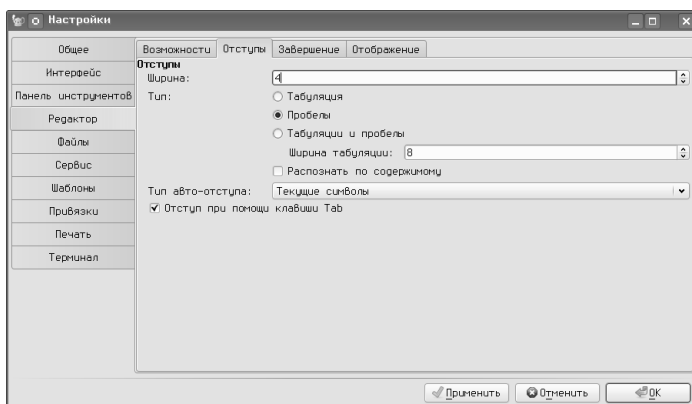 Настройки
Общее
Интерфейс
Панель инструментов
Редактор
Файлы
Сервис
Шаблоны
Привязки
Печать
Терминал
Возможности Отступы Завершение Отображение
Отступы
Ширина: 4
Тип: Табуляция
Пробелы
Табуляции и пробелы
Ширина табуляции: 8
Распознать по содержимому
Тип авто-отступа: Текущие символы
Отступ при помощи клавиши Tab
Применить Отменить OK